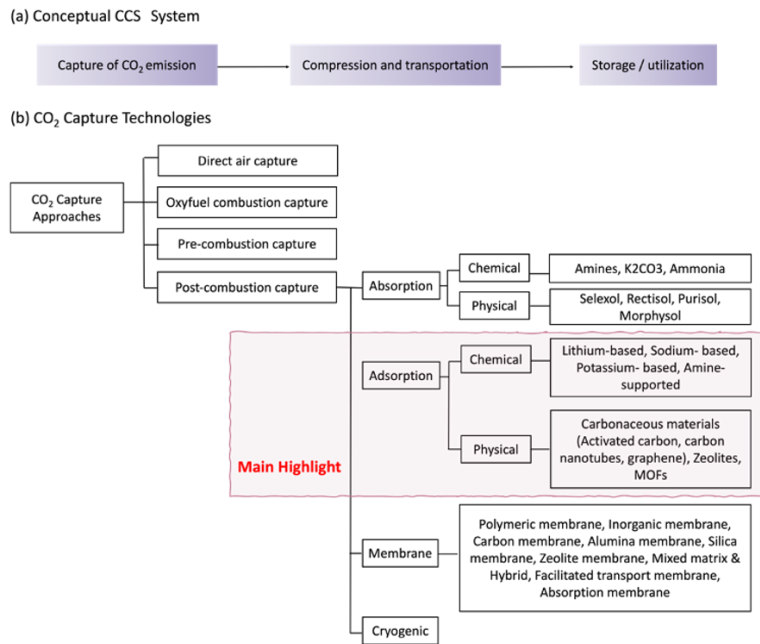 (a) Conceptual CCS System
Capture of CO₂ emission
Compression and transportation
Storage / utilization
(b) CO₂ Capture Technologies
CO₂ Capture
Approaches
Direct air capture
Oxyfuel combustion capture
Pre-combustion capture
Post-combustion capture
Absorption
Chemical
Amines, K2CO3, Ammonia
Physical
Selexol, Rectisol, Purisol,
Morphysol
Main Highlight
Adsorption
Chemical
Lithium-based, Sodium- based,
Potassium- based, Amine-
supported
Physical
Carbonaceous materials
(Activated carbon, carbon
nanotubes, graphene), Zeolites,
MOFs
Membrane
Polymeric membrane, Inorganic membrane,
Carbon membrane, Alumina membrane, Silica
membrane, Zeolite membrane, Mixed matrix &
Hybrid, Facilitated transport membrane,
Absorption membrane
Cryogenic